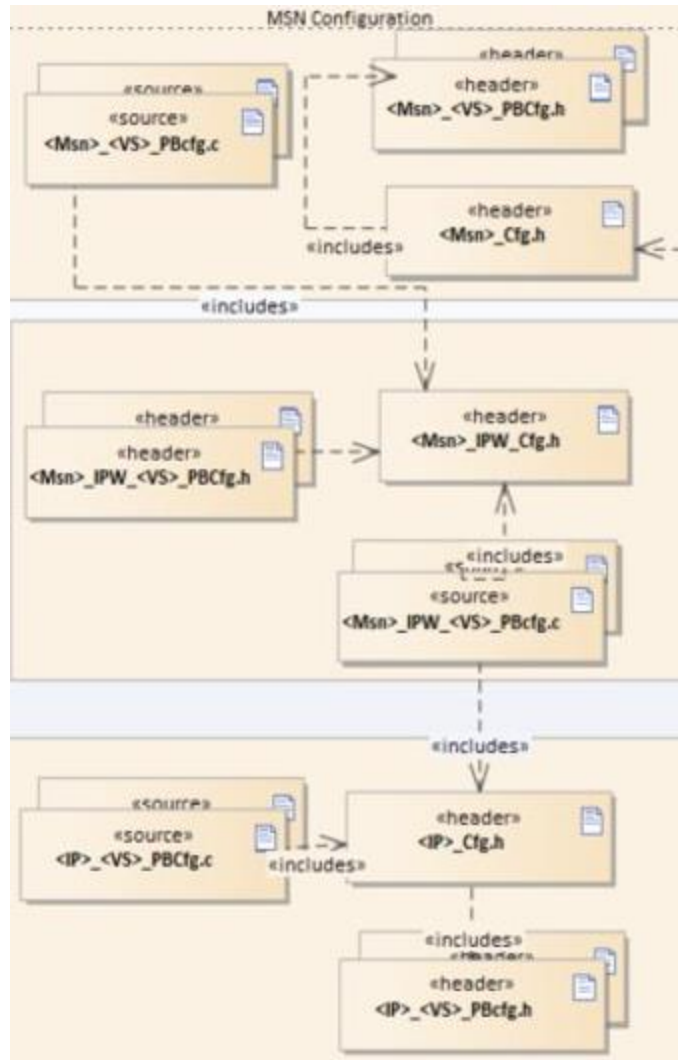 MSN Configuration
«source»
«source»
<Msn>_<VS>_PBcfg.c
«header»
«header»
<Msn>_<VS>_PBCfg.h
«header»
<Msn>_Cfg.h
«includes»
«includes»
«header»
«header»
<Msn>_IPW_<VS>_PBCfg.h
«header»
<Msn>_IPW_Cfg.h
«includes»
«source»
<Msn>_IPW_<VS>_PBcfg.c
«includes»
«source»
«source»
<IP>_<VS>_PBCfg.c
«includes»
«header»
<IP>_Cfg.h
«includes»
«header»
«header»
<IP>_<VS>_PBcfg.h